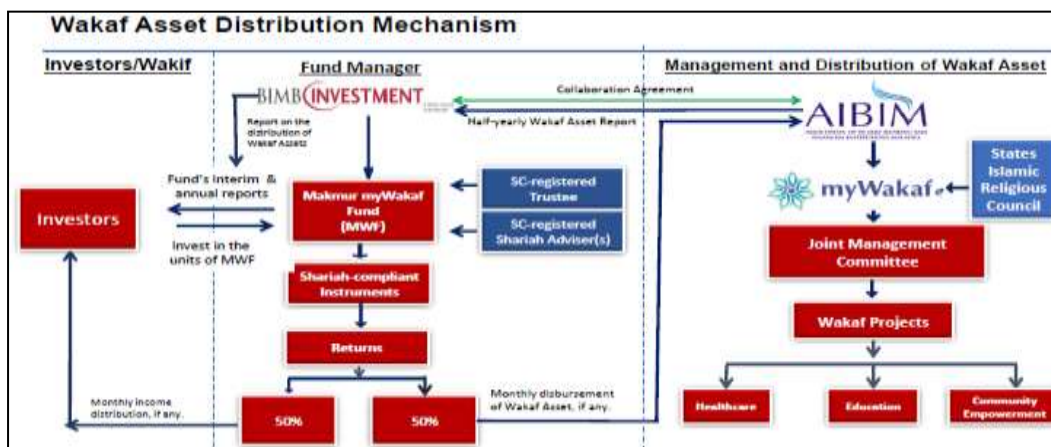 Wakaf Asset Distribution Mechanism
Investors/Wakif
Fund Manager
Management and Distribution of Wakaf Asset
BIMB INVESTMENT
Collaboration Agreement
AIBIM
Report on the
distribution of
Wakaf Assets
Half-yearly Wakaf Asset Report
Fund's interim &
annual reports
Investors
Invest in the
units of MWF
Makmur myWakaf
Fund
(MWF)
SC-registered
Trustee
SC-registered
Shariah Adviser(s)
myWakaf
States
Islamic
Religious
Council
Shariah-compliant
Instruments
Joint Management
Committee
Returns
Wakaf Projects
Monthly income
distribution, if any.
50%
50%
Monthly disbursement
of Wakaf Asset, if any.
Healthcare
Education
Community
Empowerment